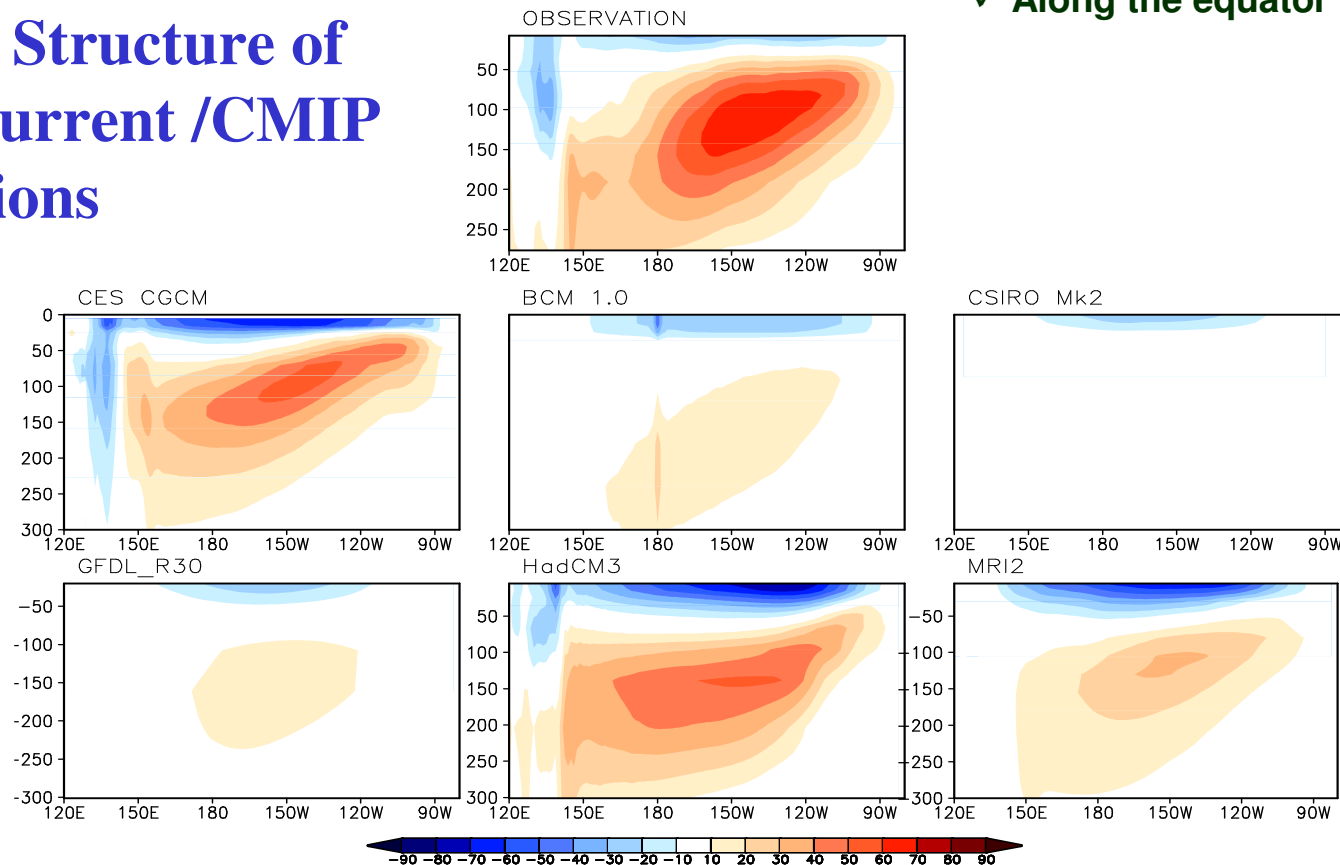 Structure of
urrent /CMIP
ions
Along the equator
OBSERVATION
50
100
150
200
250
120E 150E 180 150W 120W 90W
CES CGCM
0
50
100
150
200
250
300
120E 150E 180 150W 120W 90W
BCM 1.0
120E 150E 180 150W 120W 90W
CSIRO Mk2
120E 150E 180 150W 120W 90W
GFDL_R30
-50
-100
-150
-200
-250
-300
120E 150E 180 150W 120W 90W
HadCM3
50
100
150
200
250
300
120E 150E 180 150W 120W 90W
MRI2
-50
-100
-150
-200
-250
-300
120E 150E 180 150W 120W 90W
-90 -80 -70 -60 -50 -40 -30 -20 -10 10 20 30 40 50 60 70 80 90